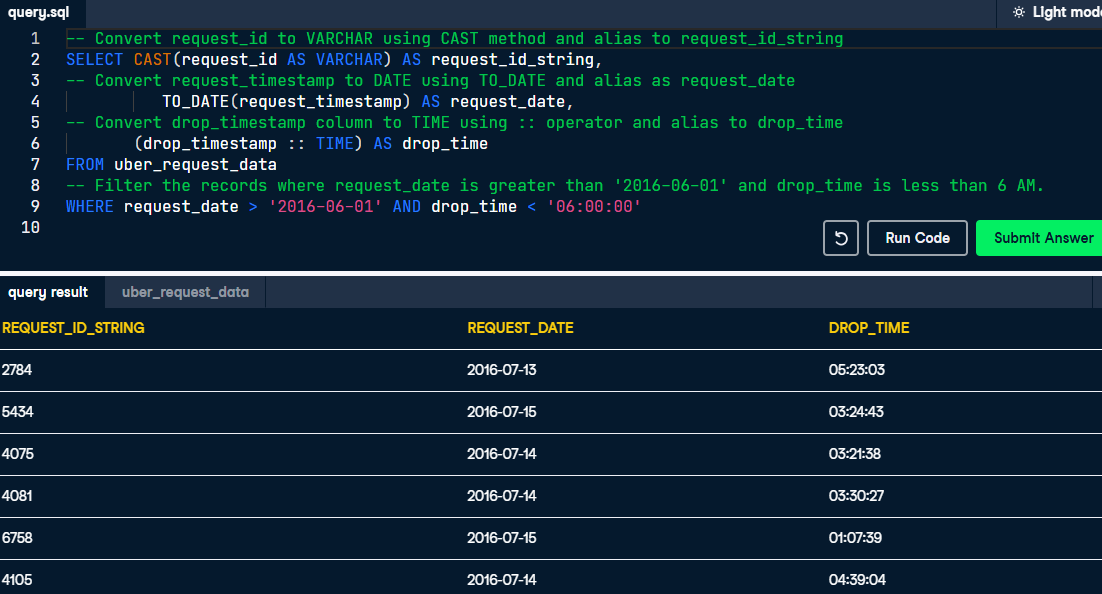 query.sql
Light mode
1 -- Convert request_id to VARCHAR using CAST method and alias to request_id_string
2 SELECT CAST(request_id AS VARCHAR) AS request_id_string,
3 -- Convert request_timestamp to DATE using TO_DATE and alias as request_date
4 TO_DATE(request_timestamp) AS request_date,
5 -- Convert drop_timestamp column to TIME using :: operator and alias to drop_time
6 (drop_timestamp :: TIME) AS drop_time
7 FROM uber_request_data
8 -- Filter the records where request_date is greater than '2016-06-01' and drop_time is less than 6 AM.
9 WHERE request_date > '2016-06-01' AND drop_time < '06:00:00'
10
Run Code Submit Answer
query result uber_request_data
REQUEST_ID_STRING REQUEST_DATE DROP_TIME
2784 2016-07-13 05:23:03
5434 2016-07-15 03:24:43
4075 2016-07-14 03:21:38
4081 2016-07-14 03:30:27
6758 2016-07-15 01:07:39
4105 2016-07-14 04:39:04